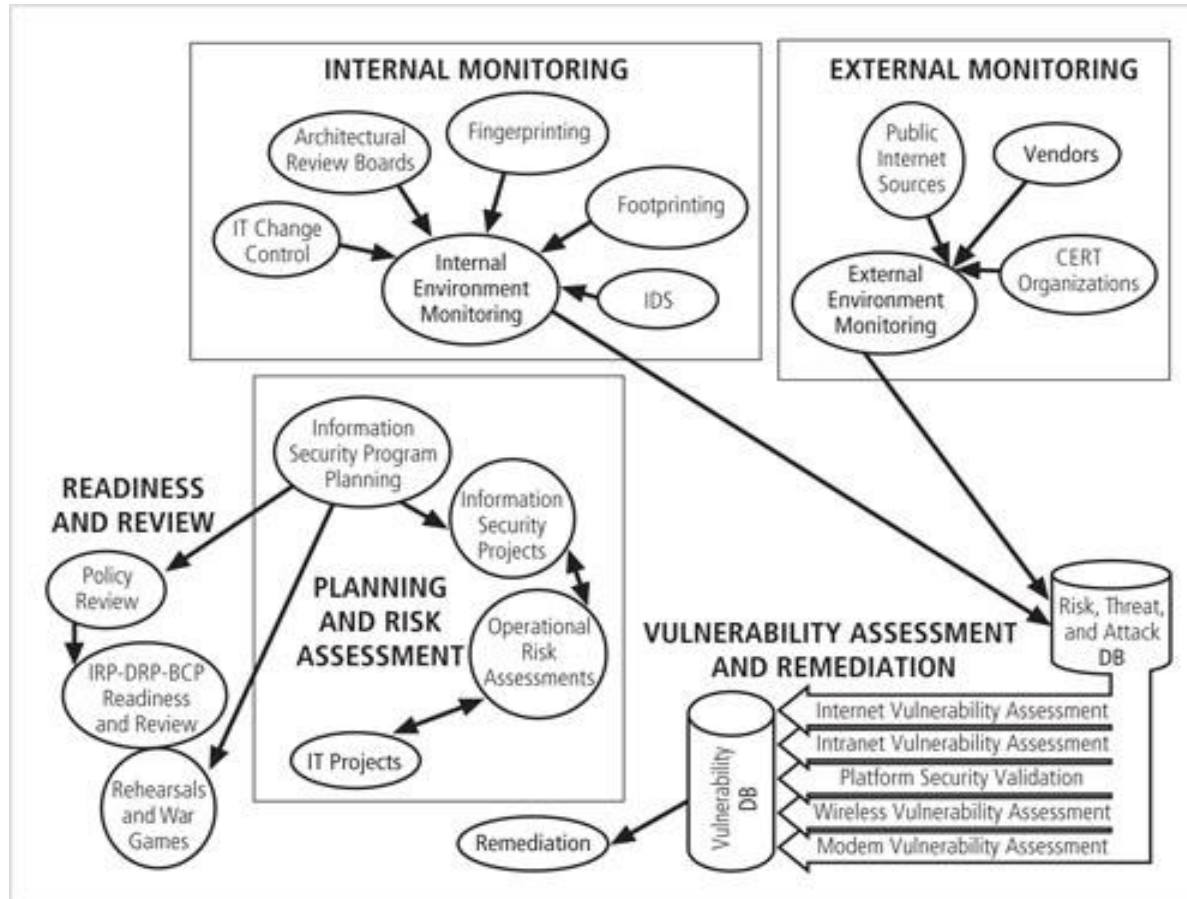 INTERNAL MONITORING
Architectural
Review Boards
Fingerprinting
Footprinting
IT Change
Control
Internal
Environment
Monitoring
IDS
EXTERNAL MONITORING
Public
Internet
Sources
Vendors
CERT
Organizations
External
Environment
Monitoring
READINESS
AND REVIEW
Policy
Review
IRP-DRP-BCP
Readiness
and Review
Rehearsals
and War
Games
Information
Security Program
Planning
Information
Security
Projects
PLANNING
AND RISK
ASSESSMENT
Operational
Risk
Assessments
IT Projects
VULNERABILITY ASSESSMENT
AND REMEDIATION
Risk, Threat,
and Attack
DB
Internet Vulnerability Assessment
Intranet Vulnerability Assessment
Platform Security Validation
Wireless Vulnerability Assessment
Modem Vulnerability Assessment
Vulnerability
DB
Remediation